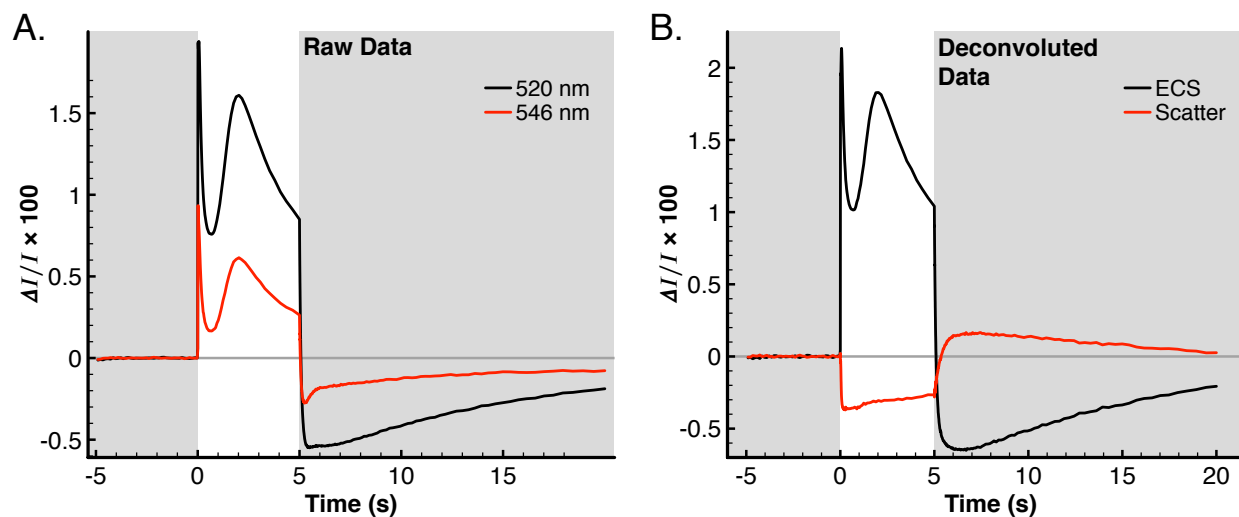 A.
Raw Data
520 nm
546 nm
ΔI/I × 100
1.5
1
0.5
0
-0.5
-5
0
5
10
15
Time (s)
B.
Deconvoluted
Data
ECS
Scatter
ΔI/I × 100
2
1.5
1
0.5
0
-0.5
-5
0
5
10
15
20
Time (s)